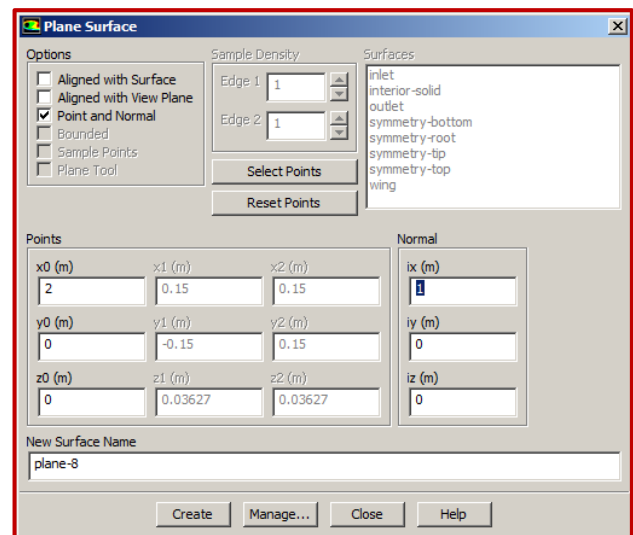 Plane Surface
Options
Aligned with Surface
Aligned with View Plane
Point and Normal
Bounded
Sample Points
Plane Tool
Sample Density
Edge 1 1
Edge 2 1
Select Points
Reset Points
Surfaces
inlet
interior-solid
outlet
symmetry-bottom
symmetry-root
symmetry-tip
symmetry-top
wing
Points
x0 (m) x1 (m) x2 (m)
2 0.15 0.15
y0 (m) y1 (m) y2 (m)
0 -0.15 0.15
z0 (m) z1 (m) z2 (m)
0 0.03627 0.03627
Normal
ix (m)
1
iy (m)
0
iz (m)
0
New Surface Name
plane-8
Create Manage... Close Help